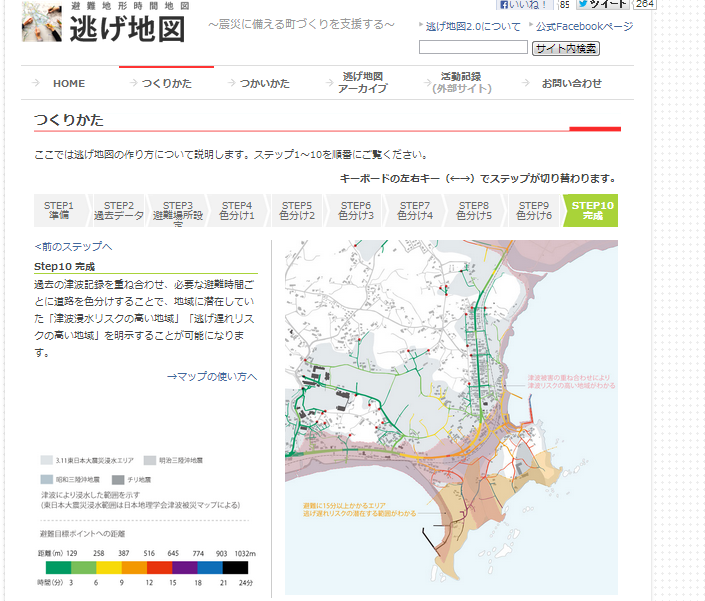 避難地形時間地図
逃げ地図
～震災に備える町づくりを支援する～
いいね！
85
ツイート
264
逃げ地図2.0について
公式Facebookページ
サイト内検索
HOME
つくりかた
つかいかた
逃げ地図
アーカイブ
活動記録
(外部サイト)
お問い合わせ
つくりかた
ここでは逃げ地図の作り方について説明します。ステップ1～10を順番にご覧ください。
キーボードの左右キー（←→）でステップが切り替わります。
STEP1
準備
STEP2
過去データ
STEP3
避難場所設
定
STEP4
色分け1
STEP5
色分け2
STEP6
色分け3
STEP7
色分け4
STEP8
色分け5
STEP9
色分け6
STEP10
完成
<前のステップへ
Step10 完成
過去の津波記録を重ね合わせ、必要な避難時間ご
とに道路を色分けすることで、地域に潜在してい
た「津波浸水リスクの高い地域」「逃げ遅れリス
クの高い地域」を明示することが可能になりま
す。
→マップの使い方へ
津波被害の重ね合わせにより
津波リスクの高い地域がわかる
避難に15分以上かかるエリア
逃げ遅れリスクの潜在する範囲がわかる
3.11東日本大震災浸水エリア
明治三陸沖地震
昭和三陸沖地震
チリ地震
津波により浸水した範囲を示す
(東日本大震災浸水範囲は日本地理学会津波被災マップによる)
避難目標ポイントへの距離
距離(m) 129 258 387 516 645 774 903 1032m
時間(分) 3 6 9 12 15 18 21 24分